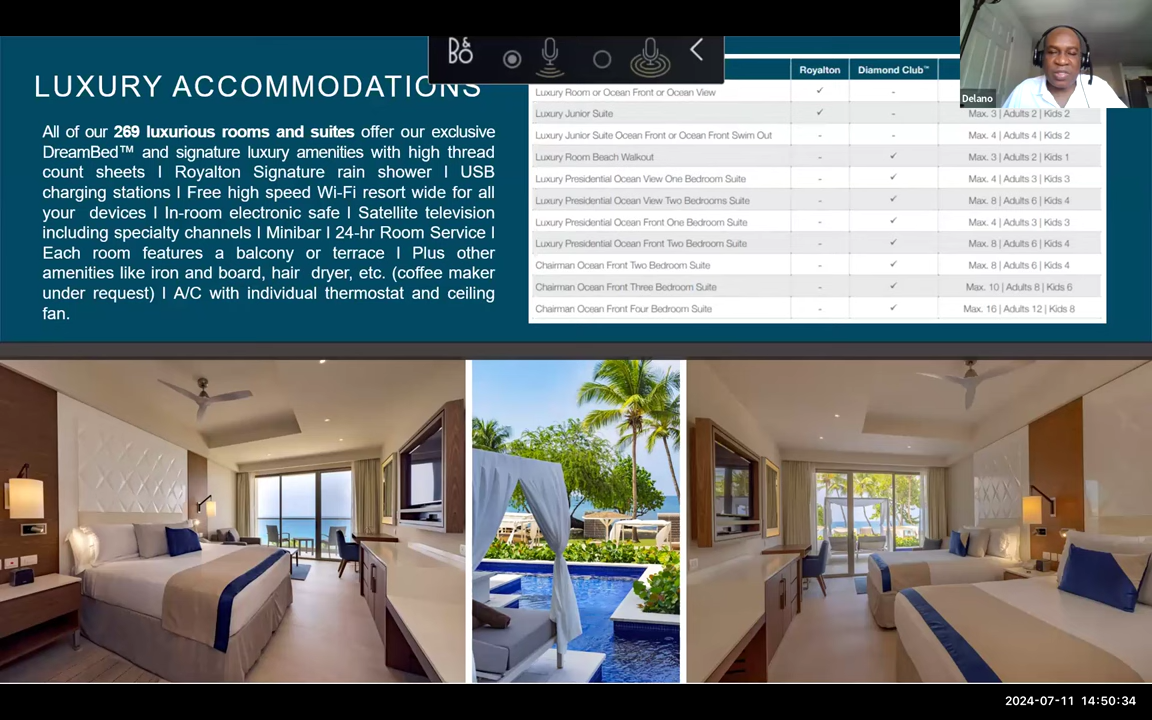 B&O
Delano
LUXURY ACCOMMODATIONS
All of our 269 luxurious rooms and suites offer our exclusive
DreamBed™ and signature luxury amenities with high thread
count sheets I Royalton Signature rain shower I USB
charging stations I Free high speed Wi-Fi resort wide for all
your devices I In-room electronic safe I Satellite television
including specialty channels I Minibar I 24-hr Room Service I
Each room features a balcony or terrace I Plus other
amenities like iron and board, hair dryer, etc. (coffee maker
under request) I A/C with individual thermostat and ceiling
fan.
Royalton Diamond Club™
Luxury Room or Ocean Front or Ocean View ✓ -
Luxury Junior Suite ✓ - Max. 3 | Adults 2 | Kids 2
Luxury Junior Suite Ocean Front or Ocean Front Swim Out - - Max. 4 | Adults 4 | Kids 2
Luxury Room Beach Walkout - ✓ Max. 3 | Adults 2 | Kids 1
Luxury Presidential Ocean View One Bedroom Suite - ✓ Max. 4 | Adults 3 | Kids 3
Luxury Presidential Ocean View Two Bedrooms Suite - ✓ Max. 8 | Adults 6 | Kids 4
Luxury Presidential Ocean Front One Bedroom Suite - ✓ Max. 4 | Adults 3 | Kids 3
Luxury Presidential Ocean Front Two Bedroom Suite - ✓ Max. 8 | Adults 6 | Kids 4
Chairman Ocean Front Two Bedroom Suite - ✓ Max. 8 | Adults 6 | Kids 4
Chairman Ocean Front Three Bedroom Suite - ✓ Max. 10 | Adults 8 | Kids 6
Chairman Ocean Front Four Bedroom Suite - ✓ Max. 16 | Adults 12 | Kids 8
2024-07-11 14:50:34